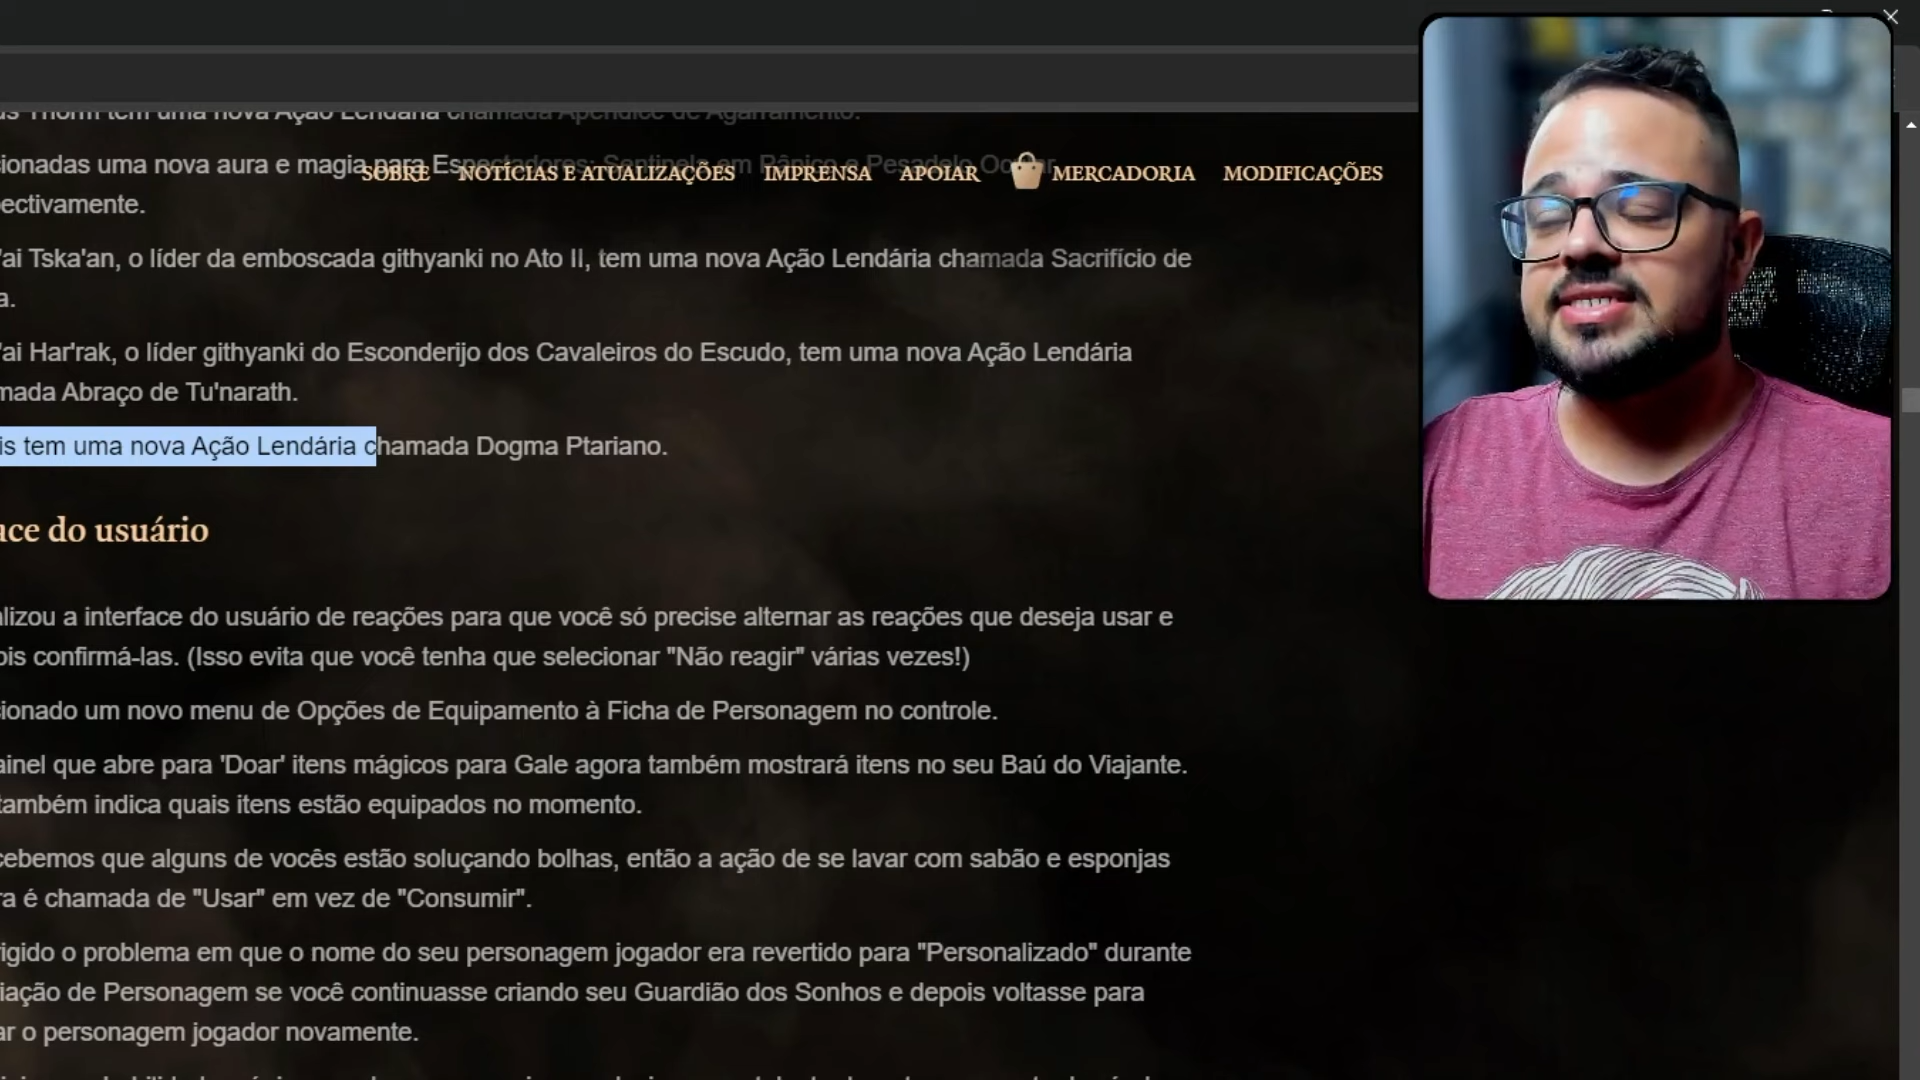 Thorm tem uma nova Ação Lendária chamada Apêndice de Agarramento.
cionadas uma nova aura e magia para Espectadores: Sentinela em Pânico e Pesadelo
SOBRE NOTÍCIAS E ATUALIZAÇÕES IMPRENSA APOIAR MERCADORIA MODIFICAÇÕES
ectivamente.
'ai Tska'an, o líder da emboscada githyanki no Ato II, tem uma nova Ação Lendária chamada Sacrifício de
a.
'ai Har'rak, o líder githyanki do Esconderijo dos Cavaleiros do Escudo, tem uma nova Ação Lendária
mada Abraço de Tu'narath.
is tem uma nova Ação Lendária chamada Dogma Ptariano.
ace do usuário
lizou a interface do usuário de reações para que você só precise alternar as reações que deseja usar e
ois confirmá-las. (Isso evita que você tenha que selecionar "Não reagir" várias vezes!)
ionado um novo menu de Opções de Equipamento à Ficha de Personagem no controle.
ainel que abre para 'Doar' itens mágicos para Gale agora também mostrará itens no seu Baú do Viajante.
também indica quais itens estão equipados no momento.
cebemos que alguns de vocês estão soluçando bolhas, então a ação de se lavar com sabão e esponjas
ra é chamada de "Usar" em vez de "Consumir".
rigido o problema em que o nome do seu personagem jogador era revertido para "Personalizado" durante
iação de Personagem se você continuasse criando seu Guardião dos Sonhos e depois voltasse para
ar o personagem jogador novamente.